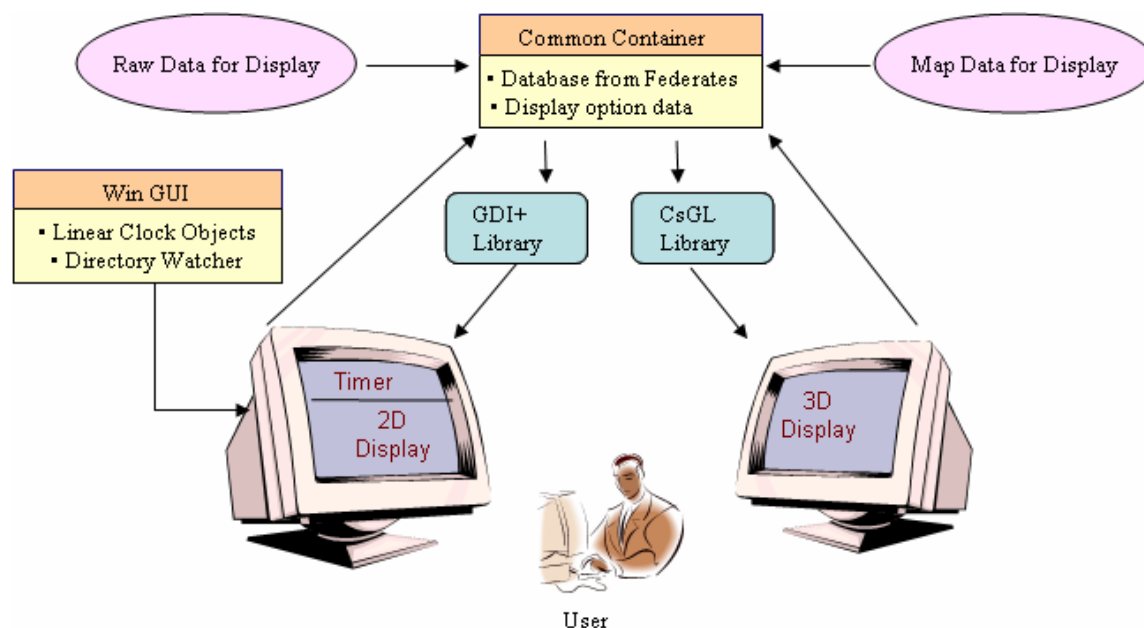 Common Container
Raw Data for Display
Map Data for Display
▪ Database from Federates
▪ Display option data
Win GUI
▪ Linear Clock Objects
▪ Directory Watcher
GDI+
Library
CsGL
Library
Timer
2D
Display
3D
Display
User